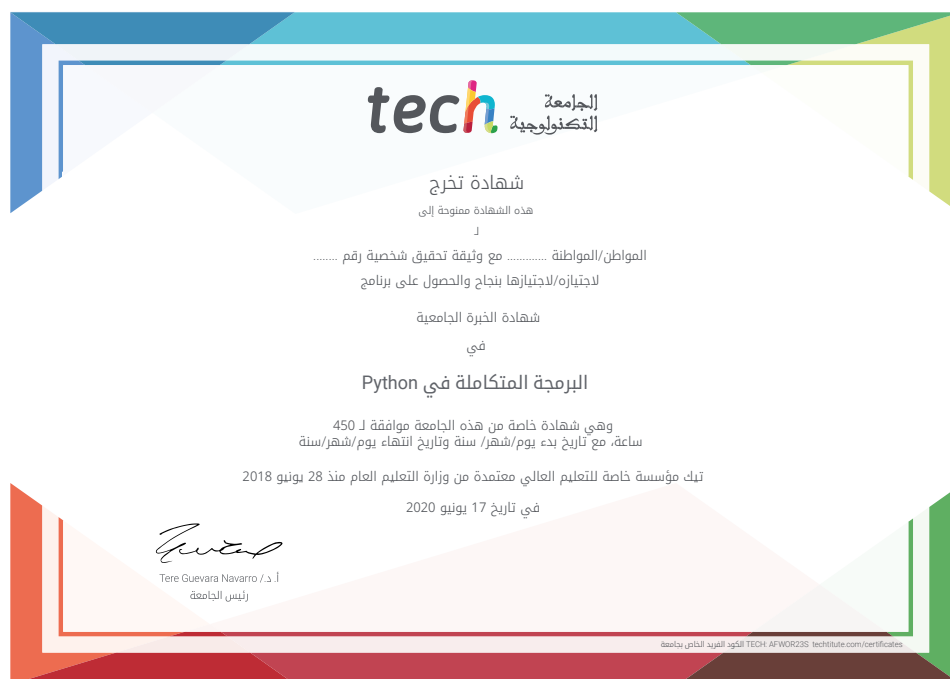 tech الجامعة
التكنولوجية
شهادة تخرج
هذه الشهادة ممنوحة إلى
لـ
المواطن/المواطنة ............ مع وثيقة تحقيق شخصية رقم ........
لاجتيازه/لاجتيازها بنجاح والحصول على برنامج
شهادة الخبرة الجامعية
في
البرمجة المتكاملة في Python
وهي شهادة خاصة من هذه الجامعة موافقة لـ 450
ساعة، مع تاريخ بدء يوم/شهر/ سنة وتاريخ انتهاء يوم/شهر/سنة
تيك مؤسسة خاصة للتعليم العالي معتمدة من وزارة التعليم العام منذ 28 يونيو 2018
في تاريخ 17 يونيو 2020
أ.د./ Tere Guevara Navarro
رئيس الجامعة
الكود الفريد الخاص بجامعة TECH: AFWOR23S techtitute.com/certificates